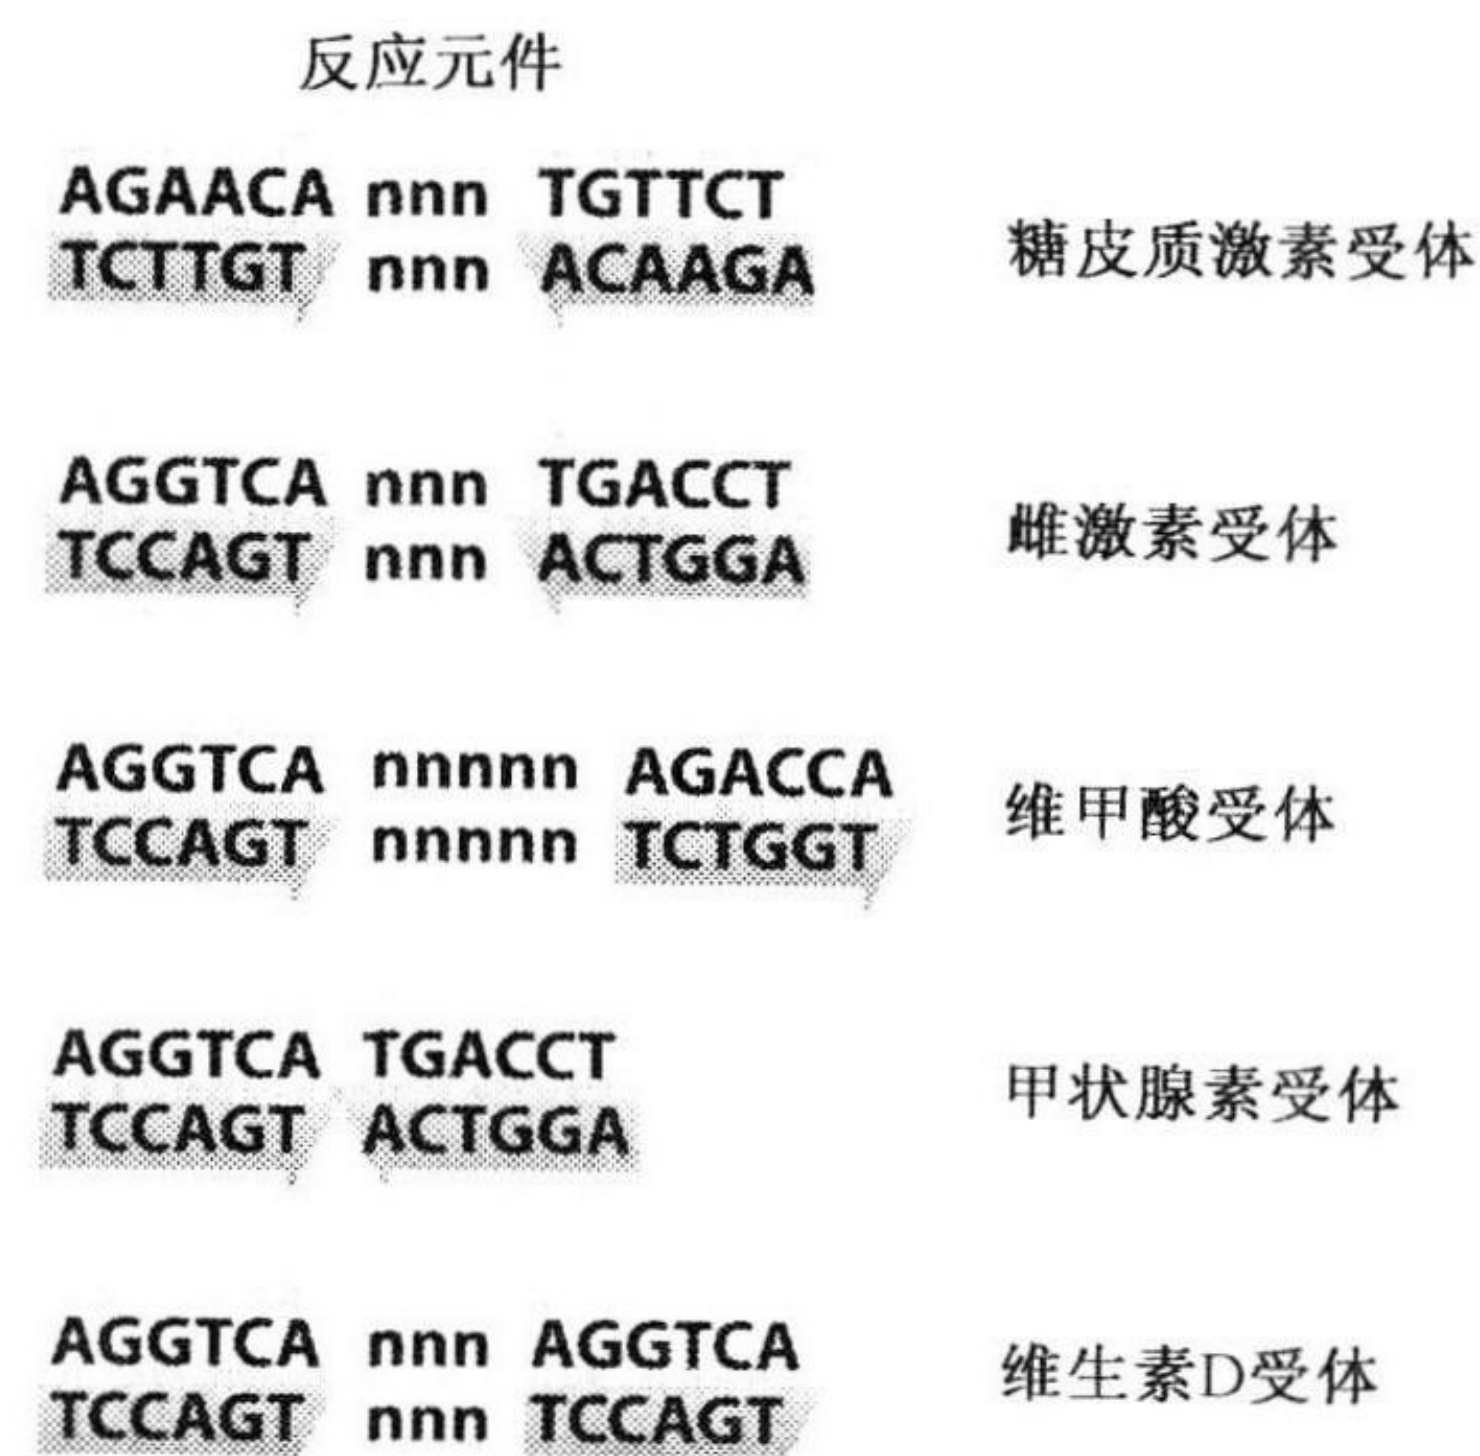 反应元件
AGAACA nnn TGTTCT
TCTTGT nnn ACAAGA
糖皮质激素受体
AGGTCA nnn TGACCT
TCCAGT nnn ACTGGA
雌激素受体
AGGTCA nnnnn AGACCA
TCCAGT nnnnn TCTGGT
维甲酸受体
AGGTCA TGACCT
TCCAGT ACTGGA
甲状腺素受体
AGGTCA nnn AGGTCA
TCCAGT nnn TCCAGT
维生素D受体